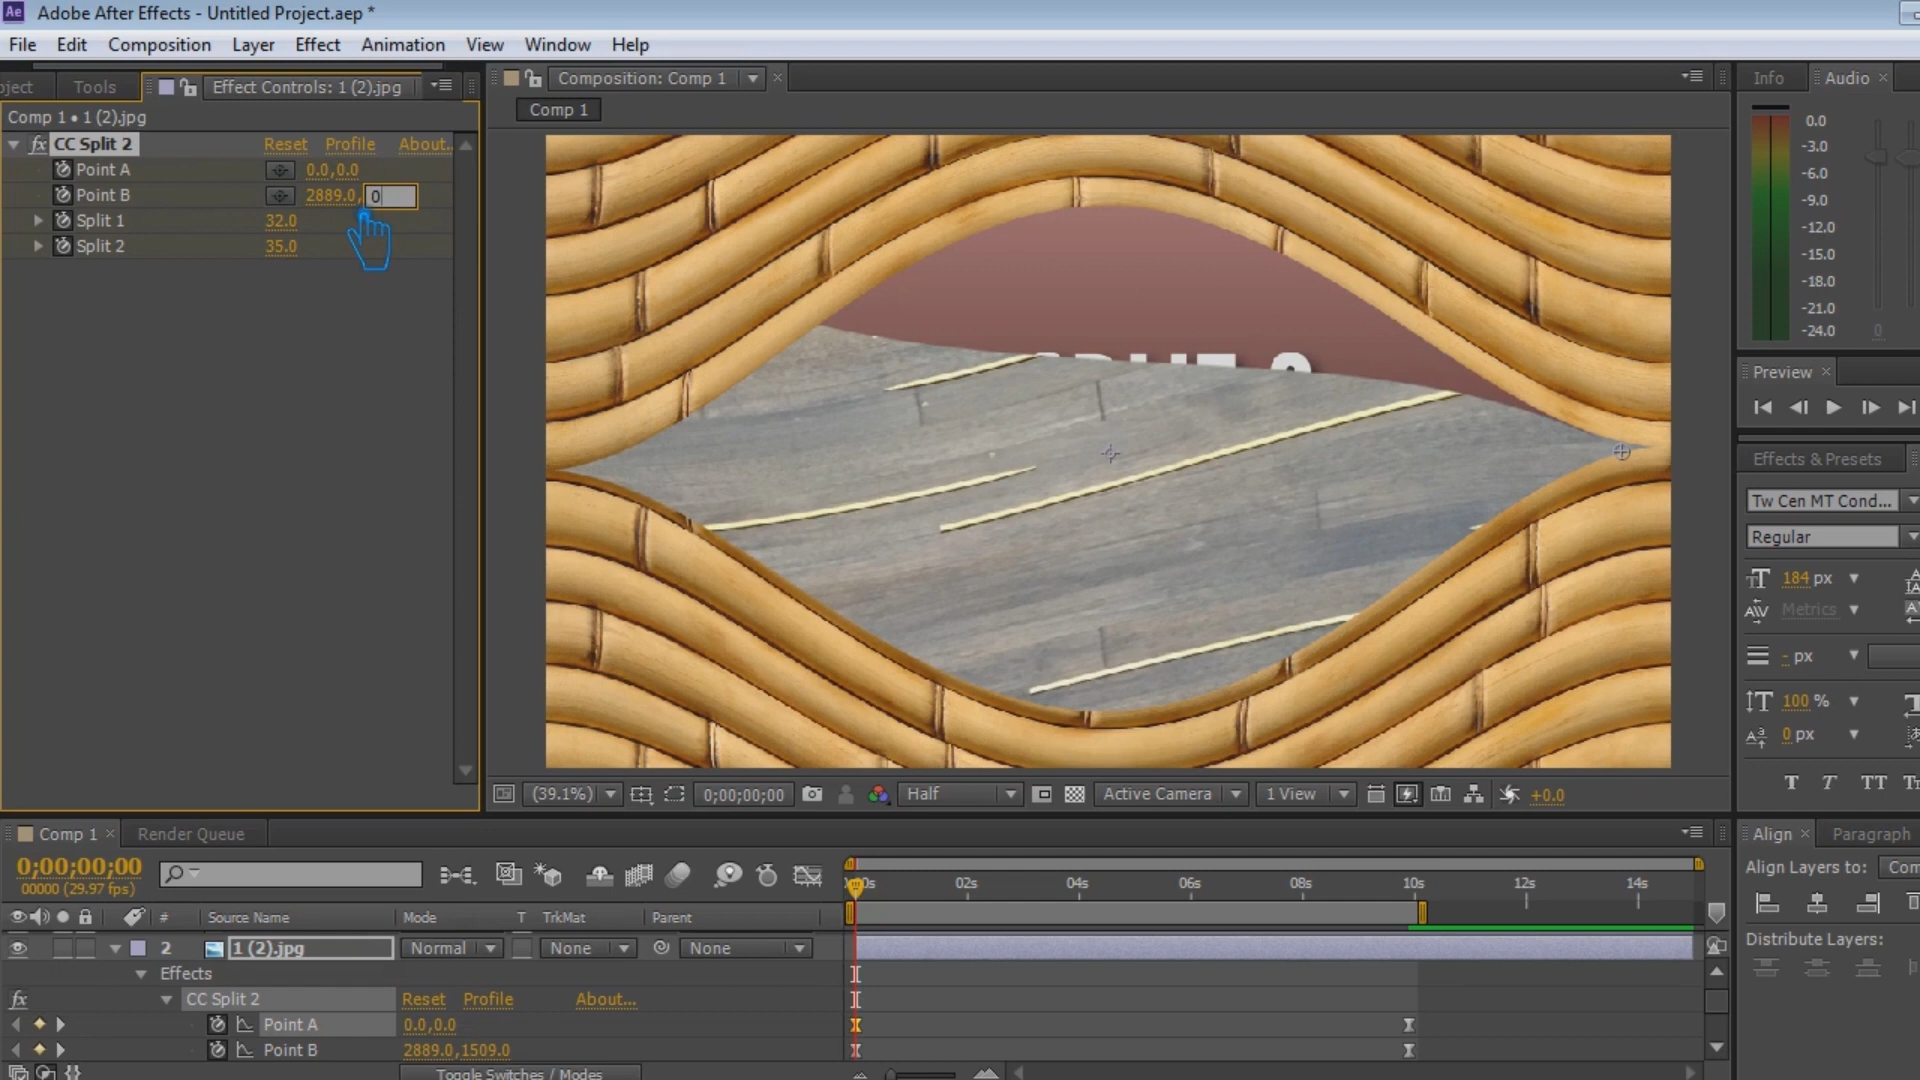 Ae Adobe After Effects - Untitled Project.aep *
File Edit Composition Layer Effect Animation View Window Help
oject Tools Effect Controls: 1 (2).jpg
Comp 1 • 1 (2).jpg
fx CC Split 2 Reset Profile About..
Point A 0.0,0.0
Point B 2889.0, 0
Split 1 32.0
Split 2 35.0
Composition: Comp 1
Comp 1
(39.1%) 0;00;00;00 Half Active Camera 1 View +0.0
Info Audio
0.0
-3.0
-6.0
-9.0
-12.0
-15.0
-18.0
-21.0
-24.0 0
Preview
Effects & Presets
Tw Cen MT Cond...
Regular
184 px
Metrics
- px
100 %
0 px
T T TT
Align Paragraph
Align Layers to: Com
Distribute Layers:
Comp 1 Render Queue
0;00;00;00
00000 (29.97 fps)
02s 04s 06s 08s 10s 12s 14s
# Source Name Mode T TrkMat Parent
2 1 (2).jpg Normal None None
Effects
fx CC Split 2 Reset Profile About...
Point A 0.0,0.0
Point B 2889.0,1509.0
Toggle Switches / Modes